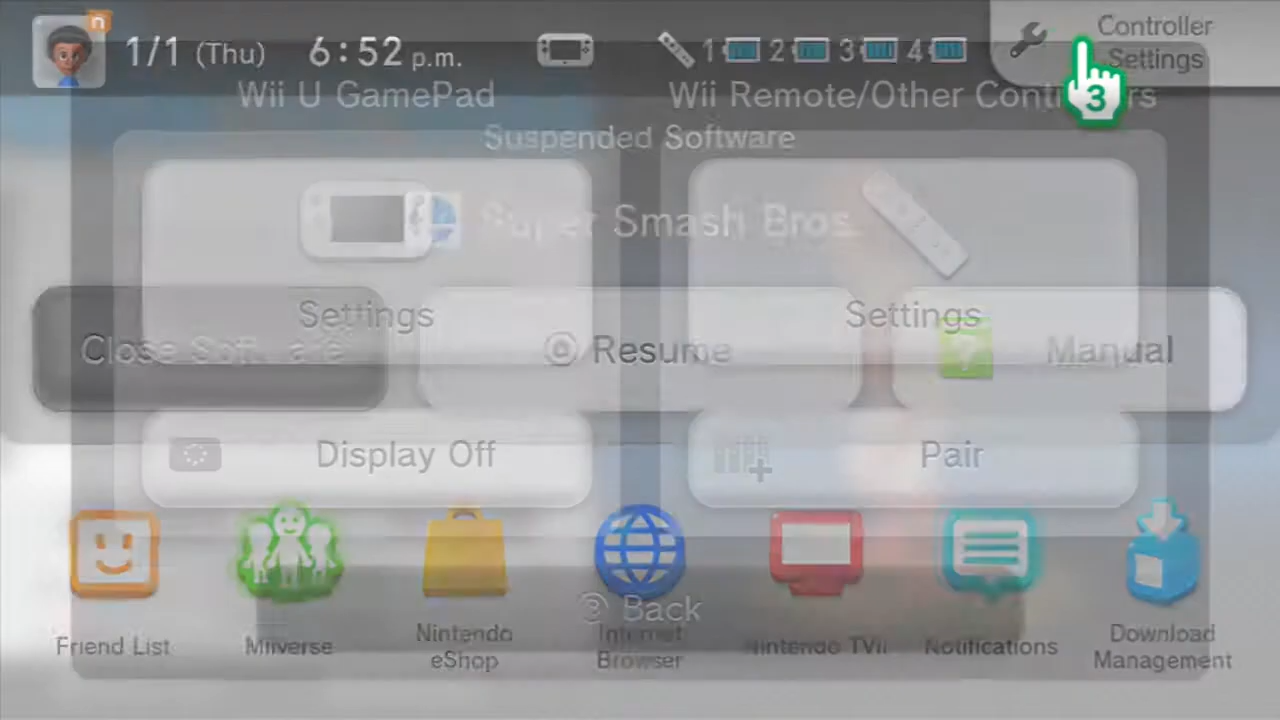 n
1/1 (Thu) 6:52 p.m. 1 2 3 4
Controller
Settings
3
Wii U GamePad Wii Remote/Other Controllers
Suspended Software
Super Smash Bros.
Settings Settings
Close Software Resume ? Manual
Display Off Pair
Back
Friend List
Miiverse
Nintendo
eShop
Internet
Browser
Nintendo TVii
Notifications
Download
Management